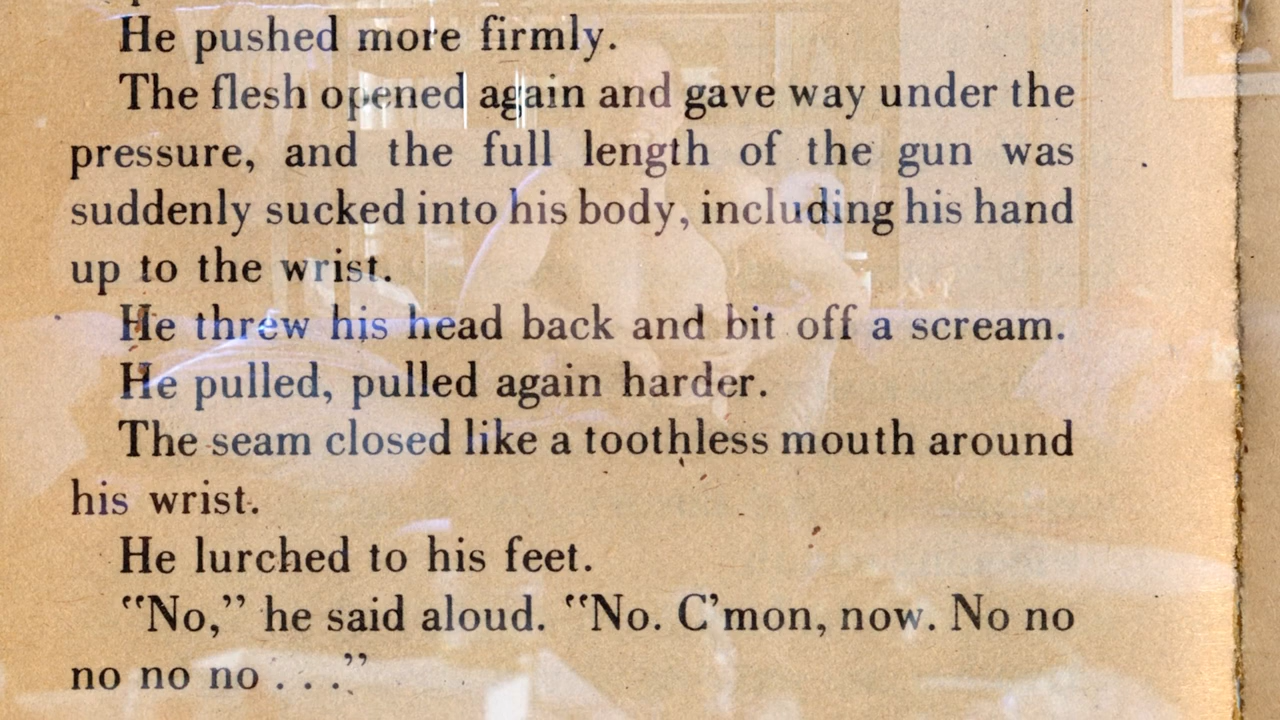 He pushed more firmly.
The flesh opened again and gave way under the
pressure, and the full length of the gun was
suddenly sucked into his body, including his hand
up to the wrist.
He threw his head back and bit off a scream.
He pulled, pulled again harder.
The seam closed like a toothless mouth around
his wrist.
He lurched to his feet.
“No,” he said aloud. “No. C’mon, now. No no
no no no . . .”